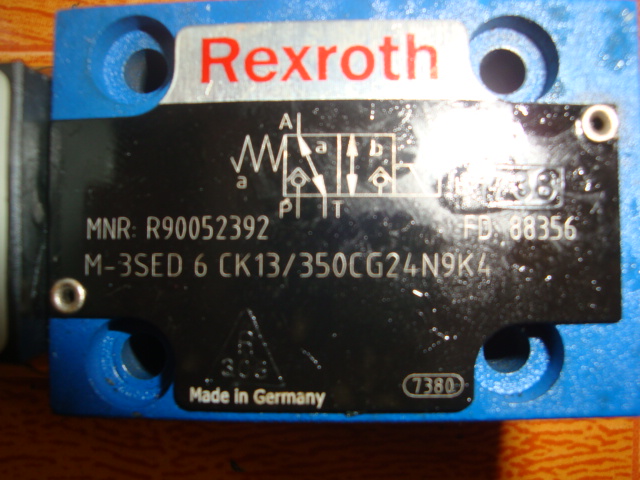 Rexroth
A
a b
a
P T
MNR: R90052392 FD: 88356
M-3SED 6 CK13/350CG24N9K4
Made in Germany
7380